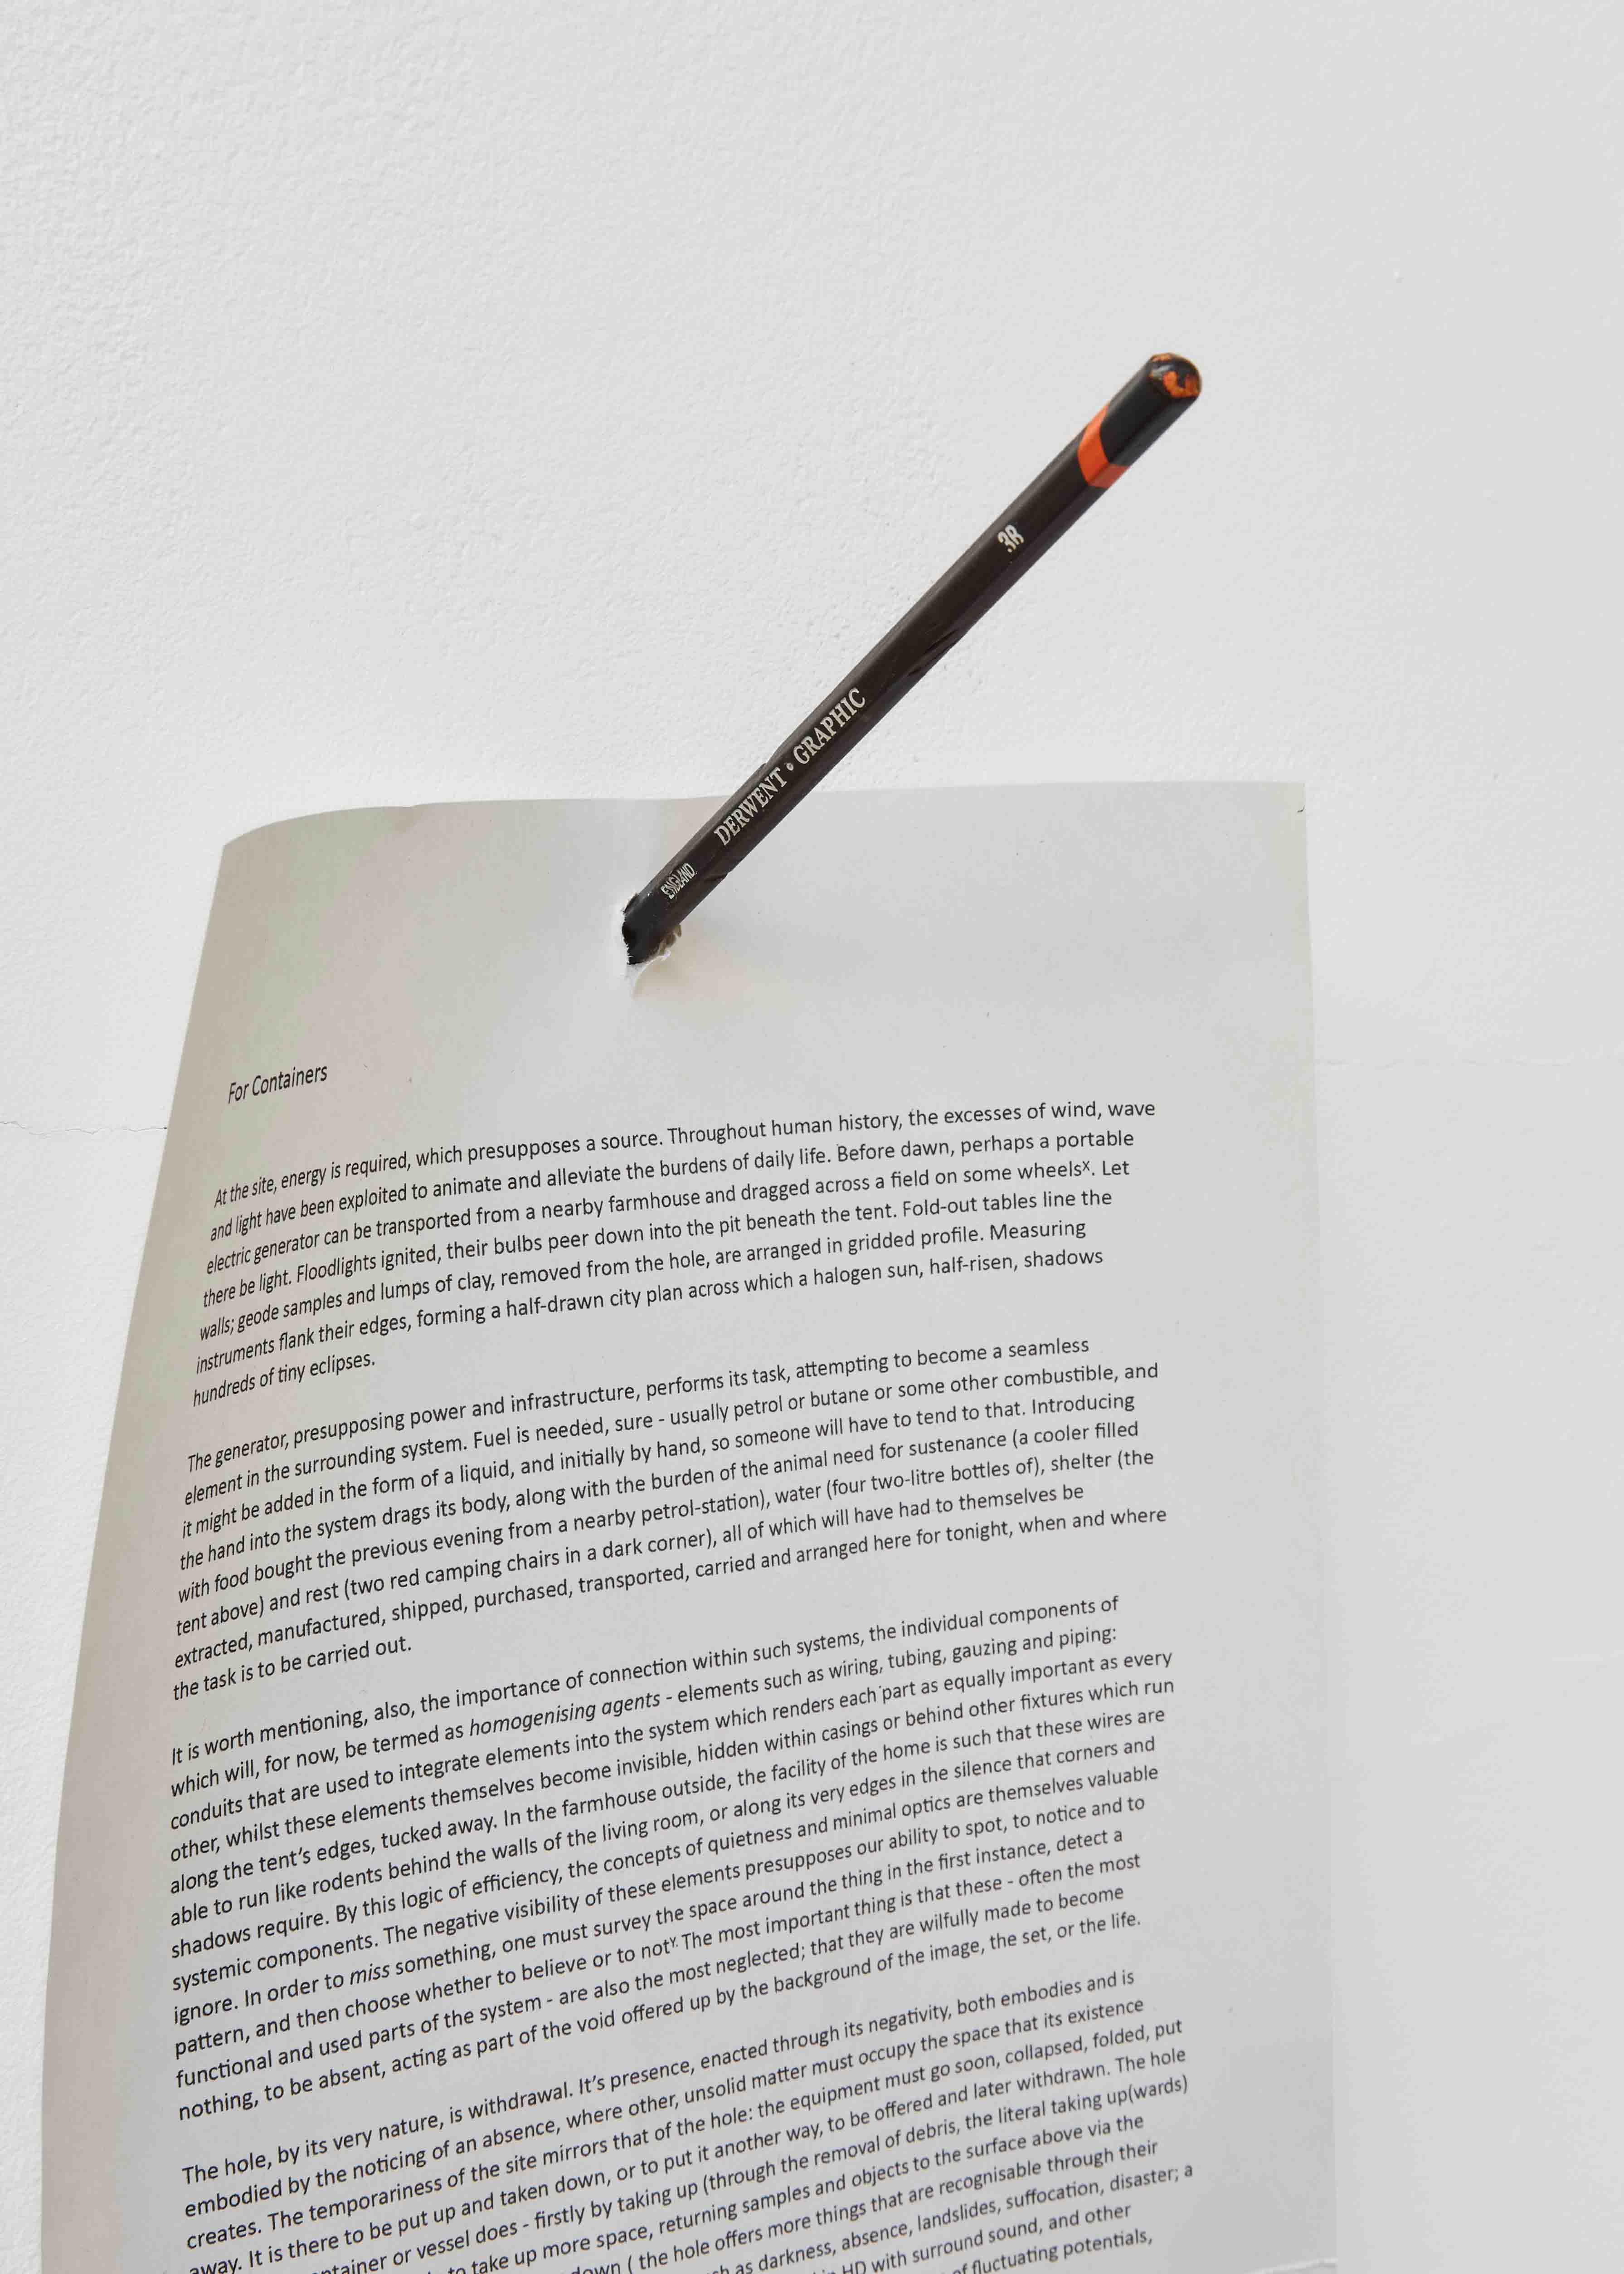 3B
DERWENT • GRAPHIC
ENGLAND
For Containers
At the site, energy is required, which presupposes a source. Throughout human history, the excesses of wind, wave
and light have been exploited to animate and alleviate the burdens of daily life. Before dawn, perhaps a portable
electric generator can be transported from a nearby farmhouse and dragged across a field on some wheelsˣ. Let
there be light. Floodlights ignited, their bulbs peer down into the pit beneath the tent. Fold-out tables line the
walls; geode samples and lumps of clay, removed from the hole, are arranged in gridded profile. Measuring
instruments flank their edges, forming a half-drawn city plan across which a halogen sun, half-risen, shadows
hundreds of tiny eclipses.
The generator, presupposing power and infrastructure, performs its task, attempting to become a seamless
element in the surrounding system. Fuel is needed, sure - usually petrol or butane or some other combustible, and
it might be added in the form of a liquid, and initially by hand, so someone will have to tend to that. Introducing
the hand into the system drags its body, along with the burden of the animal need for sustenance (a cooler filled
with food bought the previous evening from a nearby petrol-station), water (four two-litre bottles of), shelter (the
tent above) and rest (two red camping chairs in a dark corner), all of which will have had to themselves be
extracted, manufactured, shipped, purchased, transported, carried and arranged here for tonight, when and where
the task is to be carried out.
It is worth mentioning, also, the importance of connection within such systems, the individual components of
which will, for now, be termed as homogenising agents - elements such as wiring, tubing, gauzing and piping:
conduits that are used to integrate elements into the system which renders each part as equally important as every
other, whilst these elements themselves become invisible, hidden within casings or behind other fixtures which run
along the tent's edges, tucked away. In the farmhouse outside, the facility of the home is such that these wires are
able to run like rodents behind the walls of the living room, or along its very edges in the silence that corners and
shadows require. By this logic of efficiency, the concepts of quietness and minimal optics are themselves valuable
systemic components. The negative visibility of these elements presupposes our ability to spot, to notice and to
ignore. In order to miss something, one must survey the space around the thing in the first instance, detect a
pattern, and then choose whether to believe or to notʸ. The most important thing is that these - often the most
functional and used parts of the system - are also the most neglected; that they are wilfully made to become
nothing, to be absent, acting as part of the void offered up by the background of the image, the set, or the life.
The hole, by its very nature, is withdrawal. It's presence, enacted through its negativity, both embodies and is
embodied by the noticing of an absence, where other, unsolid matter must occupy the space that its existence
creates. The temporariness of the site mirrors that of the hole: the equipment must go soon, collapsed, folded, put
away. It is there to be put up and taken down, or to put it another way, to be offered and later withdrawn. The hole
container or vessel does - firstly by taking up (through the removal of debris, the literal taking up(wards)
to take up more space, returning samples and objects to the surface above via the
down ( the hole offers more things that are recognisable through their
as darkness, absence, landslides, suffocation, disaster; a
HD with surround sound, and other
of fluctuating potentials,